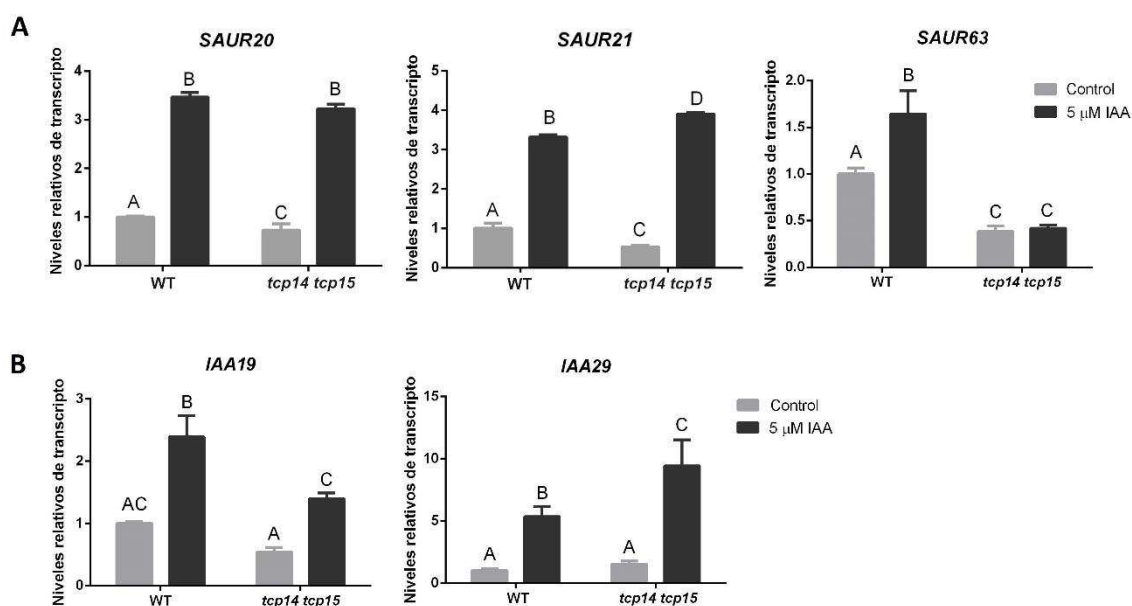 A
SAUR20
Niveles relativos de transcripto
4
3
2
1
0
A
B
C
B
WT
tcp14 tcp15
SAUR21
Niveles relativos de transcripto
5
4
3
2
1
0
A
B
C
D
WT
tcp14 tcp15
SAUR63
Niveles relativos de transcripto
2.0
1.5
1.0
0.5
0.0
A
B
C
C
WT
tcp14 tcp15
Control
5 μM IAA
B
IAA19
Niveles relativos de transcripto
3
2
1
0
AC
B
A
C
WT
tcp14 tcp15
IAA29
Niveles relativos de transcripto
15
10
5
0
A
B
A
C
WT
tcp14 tcp15
Control
5 μM IAA